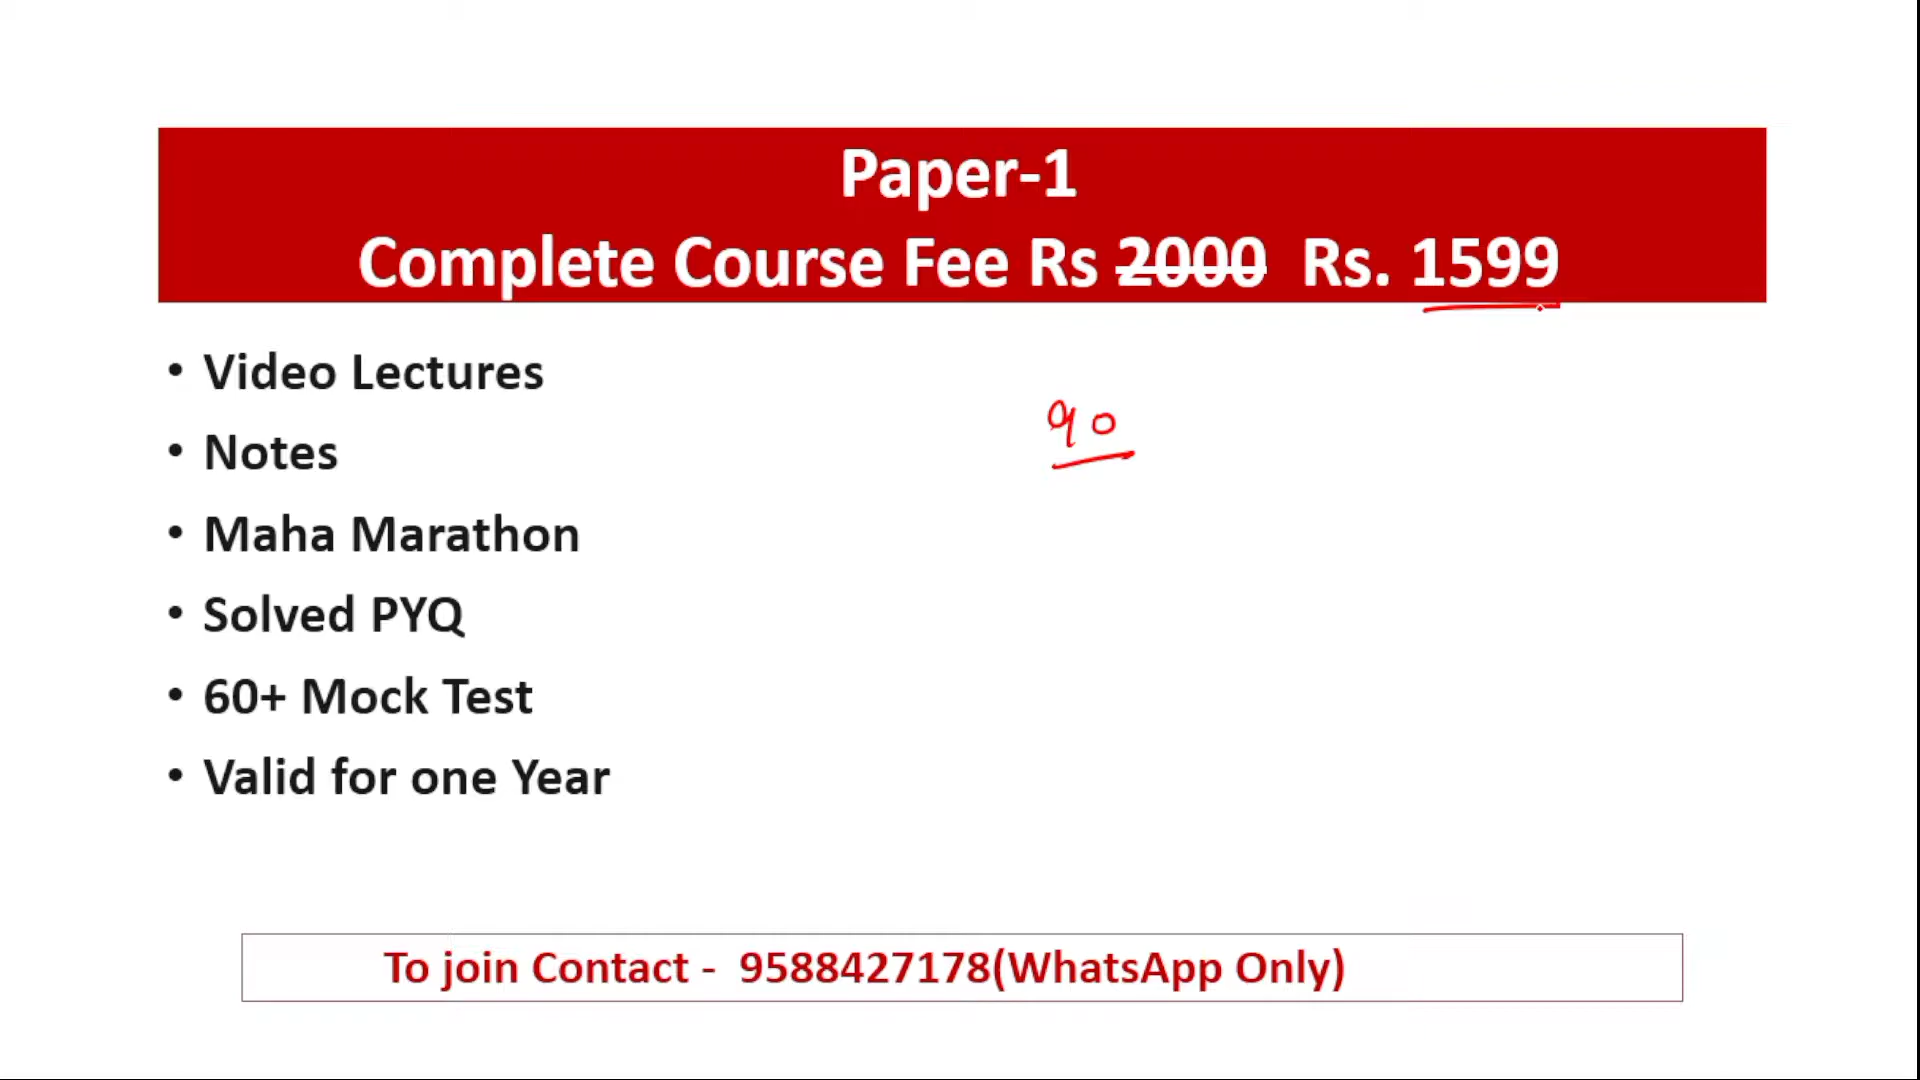 Paper-1
Complete Course Fee Rs 2000 Rs. 1599
• Video Lectures
90
• Notes
• Maha Marathon
• Solved PYQ
• 60+ Mock Test
• Valid for one Year
To join Contact - 9588427178(WhatsApp Only)